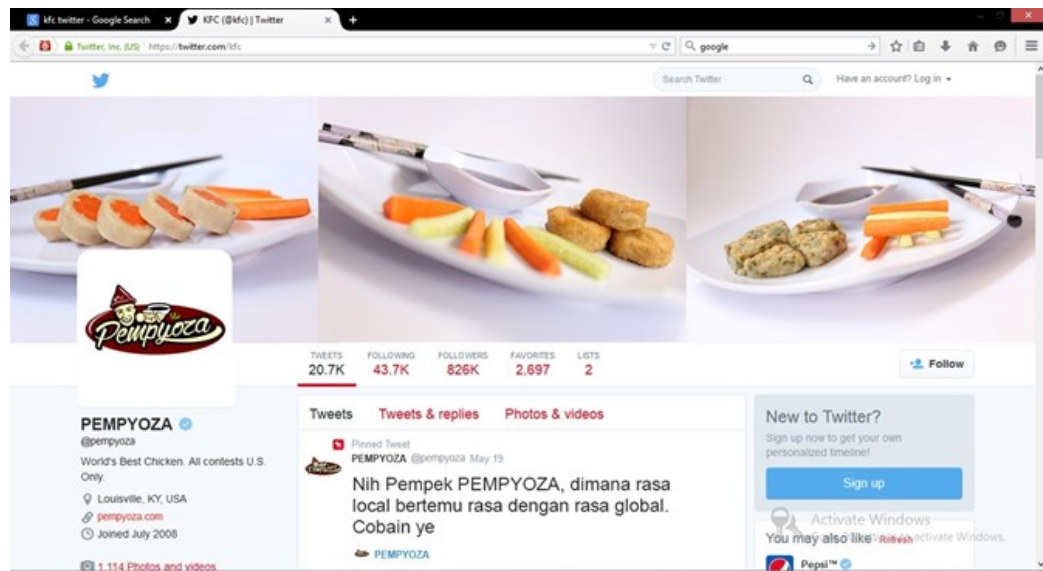 kfc twitter - Google Search
KFC (@kfc) | Twitter
Twitter, Inc. (US)
https://twitter.com/kfc
google
Search Twitter
Have an account? Log in
Pempyoza
TWEETS
20.7K
FOLLOWING
43.7K
FOLLOWERS
826K
FAVORITES
2,697
LISTS
2
Follow
PEMPYOZA
@pempyoza
World's Best Chicken. All contests U.S.
Only.
Louisville, KY, USA
pempyoza.com
Joined July 2008
1,114 Photos and videos
Tweets Tweets & replies Photos & videos
Pinned Tweet
PEMPYOZA @pempyoza May 19
Nih Pempek PEMPYOZA, dimana rasa
local bertemu rasa dengan rasa global.
Cobain ye
PEMPYOZA
New to Twitter?
Sign up now to get your own
personalized timeline!
Sign up
Activate Windows
activate Windows.
You may also like Refresh
Pepsi™